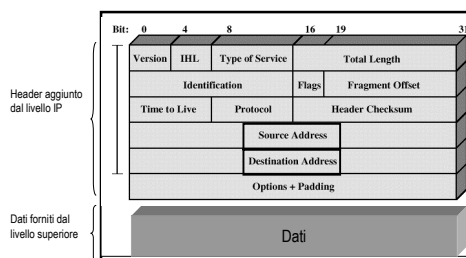 Bit: 0 4 8 16 19 31
Version IHL Type of Service Total Length
Identification Flags Fragment Offset
Header aggiunto
dal livello IP
Time to Live Protocol Header Checksum
Source Address
Destination Address
Options + Padding
Dati forniti dal
livello superiore
Dati